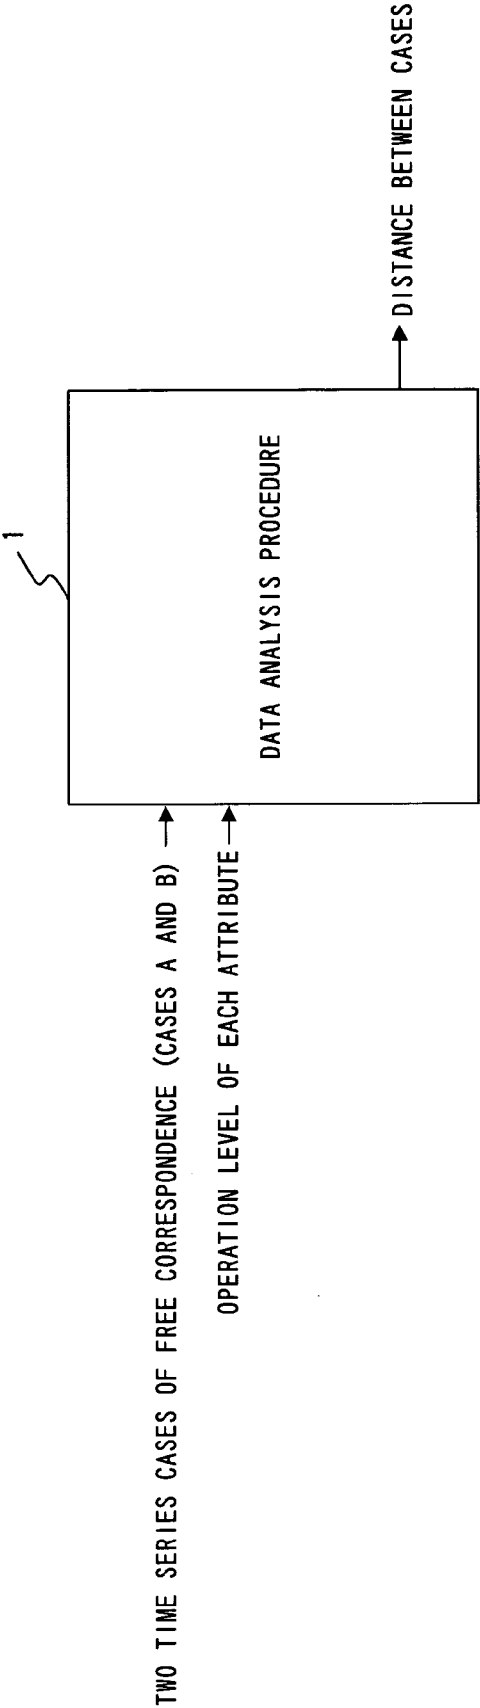 1
TWO TIME SERIES CASES OF FREE CORRESPONDENCE (CASES A AND B)
OPERATION LEVEL OF EACH ATTRIBUTE
DATA ANALYSIS PROCEDURE
DISTANCE BETWEEN CASES